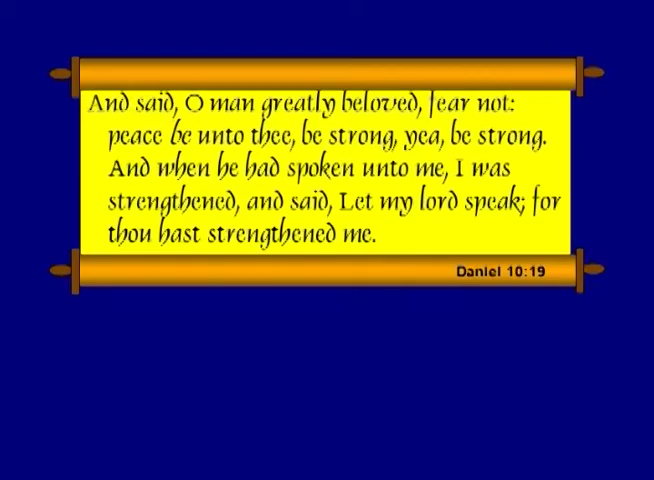 And said, O man greatly beloved, fear not:
peace be unto thee, be strong, yea, be strong.
And when he had spoken unto me, I was
strengthened, and said, Let my lord speak; for
thou hast strengthened me.
Daniel 10:19